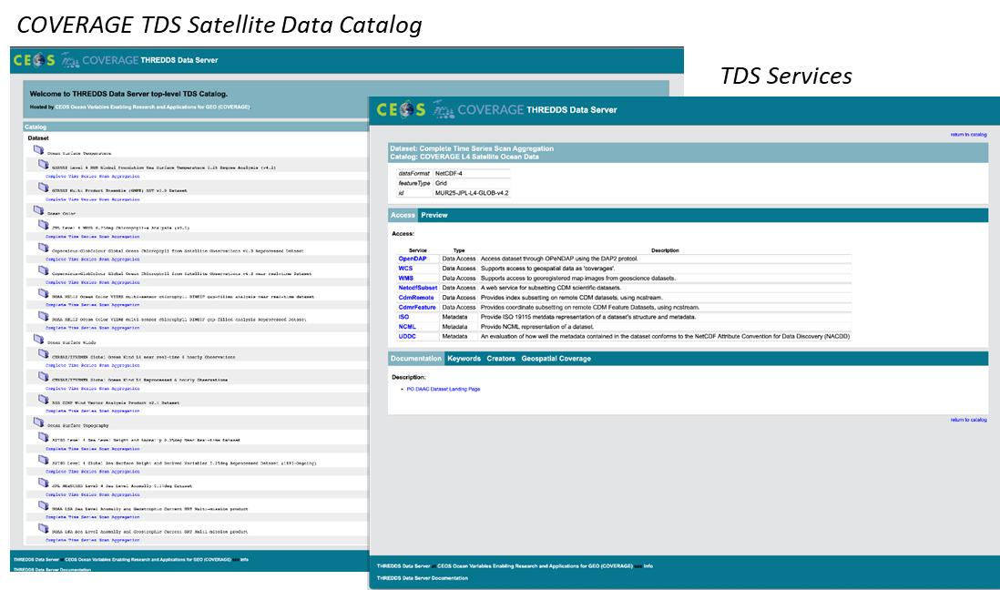 COVERAGE TDS Satellite Data Catalog
CEOS COVERAGE THREDDS Data Server
Welcome to THREDDS Data Server top-level TDS Catalog.
Hosted by CEOS Ocean Variables Enabling Research and Applications for GEO (COVERAGE)
Catalog
Dataset
Ocean Surface Temperature
GHRSST Level 4 MUR Global Foundation Sea Surface Temperature 0.25 Degree Analysis (v4.2)
Complete Time Series Scan Aggregation
GHRSST Multi Product Ensemble (GMPE) SST v3.0 Dataset
Complete Time Series Scan Aggregation
Ocean Color
Complete Time Series Scan Aggregation
Copernicus-GlobColour Global Ocean Chlorophyll from Satellite Observations v4.3 Reprocessed Dataset
Complete Time Series Scan Aggregation
Copernicus-GlobColour Global Ocean Chlorophyll from Satellite Observations v4.3 near real-time Dataset
Complete Time Series Scan Aggregation
NOAA MSL12 Ocean Color VIIRS multi-sensor chlorophyll DINEOF gap-filled analysis near real-time dataset
Complete Time Series Scan Aggregation
NOAA MSL12 Ocean Color VIIRS multi-sensor chlorophyll DINEOF gap-filled analysis Reprocessed Dataset
Complete Time Series Scan Aggregation
Ocean Surface Winds
CERSAT/IFREMER Global Ocean Wind L4 near real-time 6 hourly Observations
Complete Time Series Scan Aggregation
CERSAT/IFREMER Global Ocean Wind L4 Reprocessed 6 hourly Observations
Complete Time Series Scan Aggregation
RSS CCMP Wind Vector Analysis Product v2.1 Dataset
Complete Time Series Scan Aggregation
Ocean Surface Topography
AVISO Level 4 Sea Level Height and Anomaly 0.25deg Near Real-time Dataset
Complete Time Series Scan Aggregation
AVISO Level 4 Global Sea Surface Height and Derived Variables 0.25deg Reprocessed Dataset (1993-Ongoing)
Complete Time Series Scan Aggregation
JPL MEaSUREs Level 4 Sea Level Anomaly 0.17deg Dataset
Complete Time Series Scan Aggregation
NOAA LSA Sea Level Anomaly and Geostrophic Current NRT Multi-mission product
Complete Time Series Scan Aggregation
NOAA LSA Sea Level Anomaly and Geostrophic Current NRT Multi mission product
Complete Time Series Scan Aggregation
THREDDS Data Server at CEOS Ocean Variables Enabling Research and Applications for GEO (COVERAGE) see Info
THREDDS Data Server Documentation
TDS Services
CEOS COVERAGE THREDDS Data Server
return to catalog
Dataset: Complete Time Series Scan Aggregation
Catalog: COVERAGE L4 Satellite Ocean Data
dataFormat NetCDF-4
featureType Grid
id MUR25-JPL-L4-GLOB-v4.2
Access Preview
Access:
Service Type Description
OpenDAP Data Access Access dataset through OPeNDAP using the DAP2 protcol.
WCS Data Access Supports access to geospatial data as 'coverages'.
WMS Data Access Supports access to georegistered map images from geoscience datasets.
NetcdfSubset Data Access A web service for subsetting CDM scientific datasets.
CdmRemote Data Access Provides index subsetting on remote CDM datasets, using ncstream.
CdmrFeature Data Access Provides coordinate subsetting on remote CDM Feature Datasets, using ncstream.
ISO Metadata Provide ISO 19115 metdata representation of a dataset's structure and metadata.
NCML Metadata Provide NCML representation of a dataset.
UDDC Metadata An evaluation of how well the metadata contained in the dataset conforms to the NetCDF Attribute Convention for Data Discovery (NACDD)
Documentation Keywords Creators Geospatial Coverage
Description:
• PO.DAAC Dataset Landing Page
return to catalog
THREDDS Data Server at CEOS Ocean Variables Enabling Research and Applications for GEO (COVERAGE) see Info
THREDDS Data Server Documentation